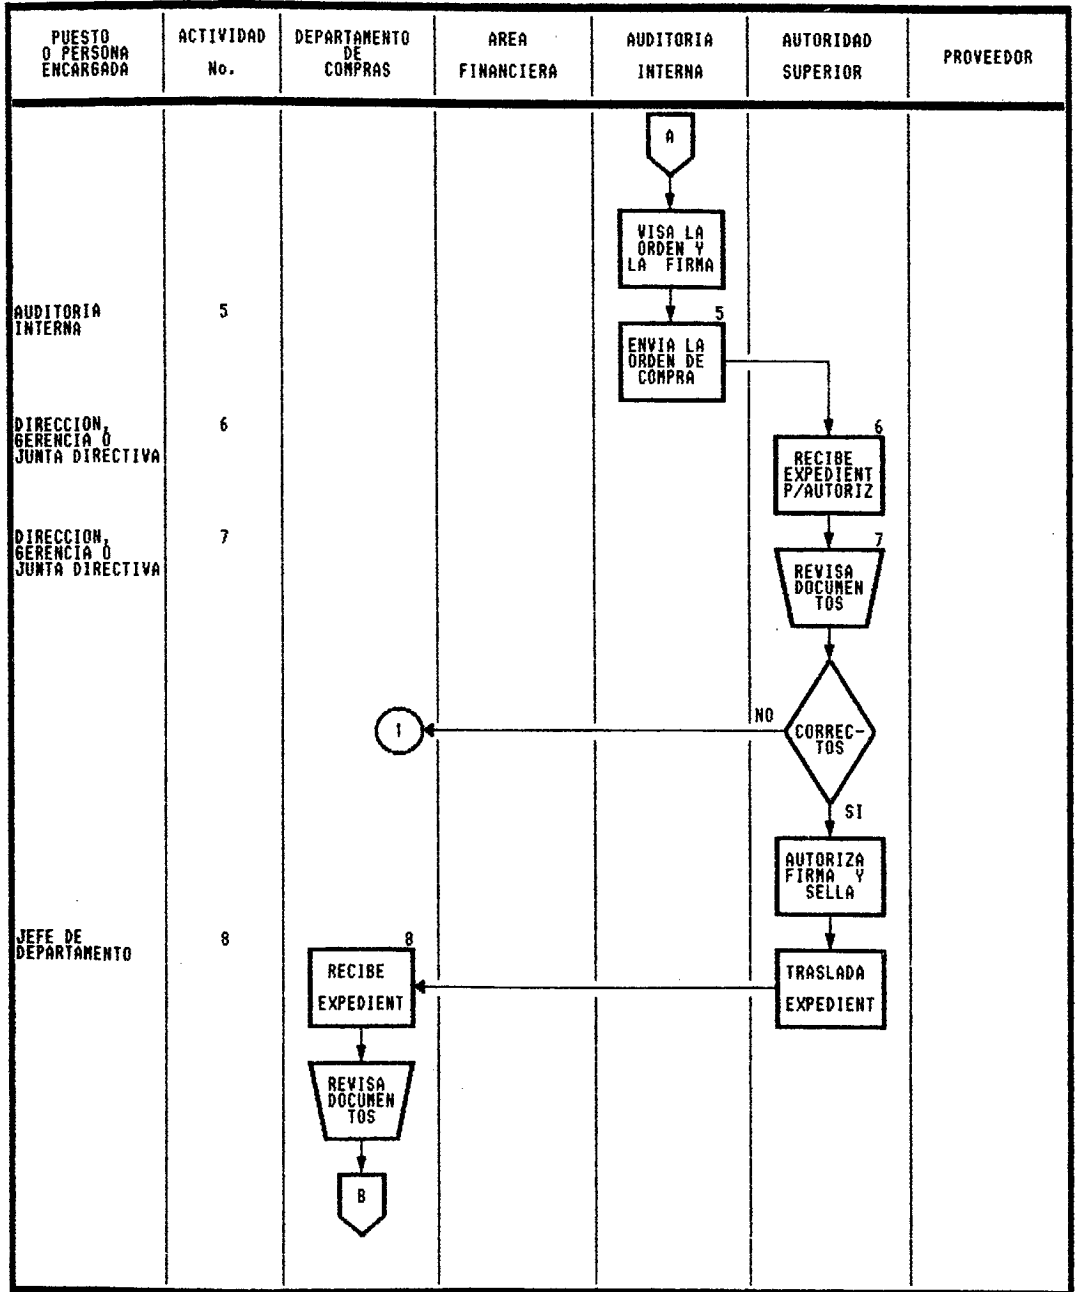 PUESTO
O PERSONA
ENCARGADA
ACTIVIDAD
No.
DEPARTAMENTO
DE
COMPRAS
AREA
FINANCIERA
AUDITORIA
INTERNA
AUTORIDAD
SUPERIOR
PROVEEDOR
A
VISA LA
ORDEN Y
LA FIRMA
AUDITORIA
INTERNA
5
5
ENVIA LA
ORDEN DE
COMPRA
DIRECCION,
GERENCIA O
JUNTA DIRECTIVA
6
6
RECIBE
EXPEDIENT
P/AUTORIZ
DIRECCION,
GERENCIA O
JUNTA DIRECTIVA
7
7
REVISA
DOCUMEN
TOS
NO
CORREC-
TOS
1
SI
AUTORIZA
FIRMA Y
SELLA
JEFE DE
DEPARTAMENTO
8
8
RECIBE
EXPEDIENT
TRASLADA
EXPEDIENT
REVISA
DOCUMEN
TOS
B